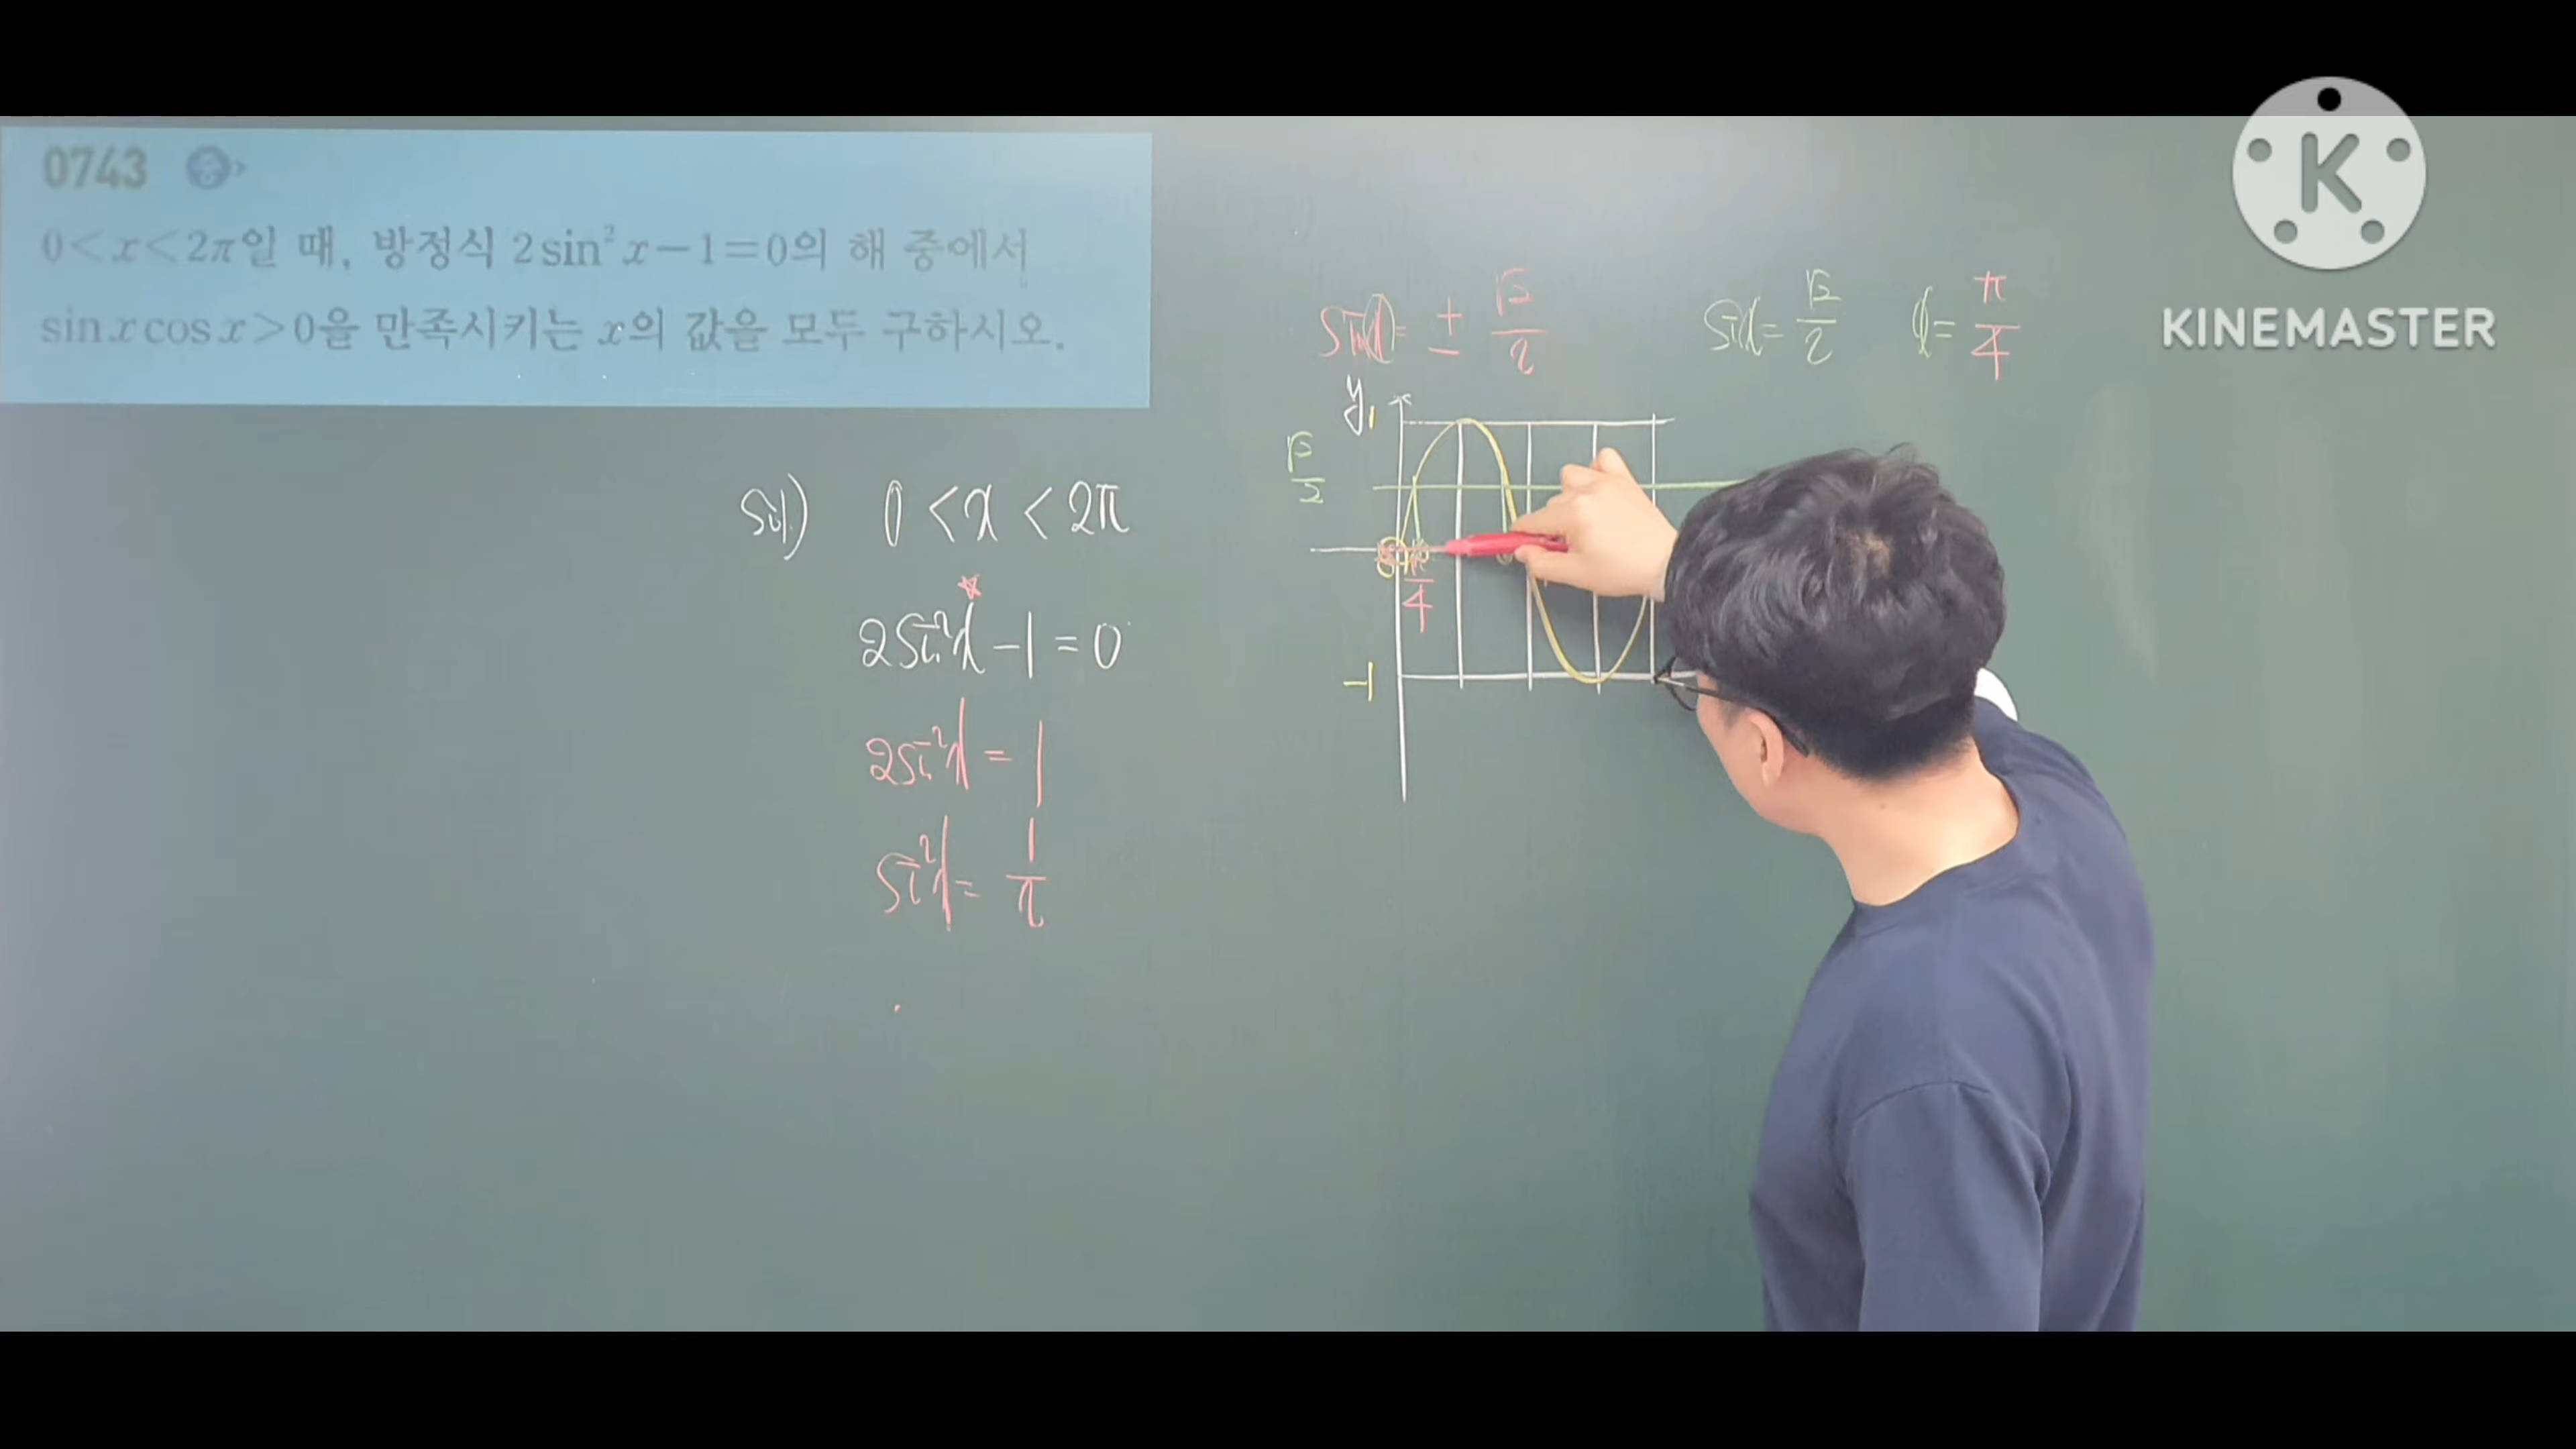 0743
0<x<2π일 때, 방정식 2sin²x-1=0의 해 중에서
sinxcosx>0을 만족시키는 x의 값을 모두 구하시오.
sol) 0<x<2π
2sin²x-1=0
2sin²x=1
sin²x=1/2
sinx=±√2/2
sinx=√2/2 x=π/4
y
1
√2/2
π/4
-1
K
KINEMASTER